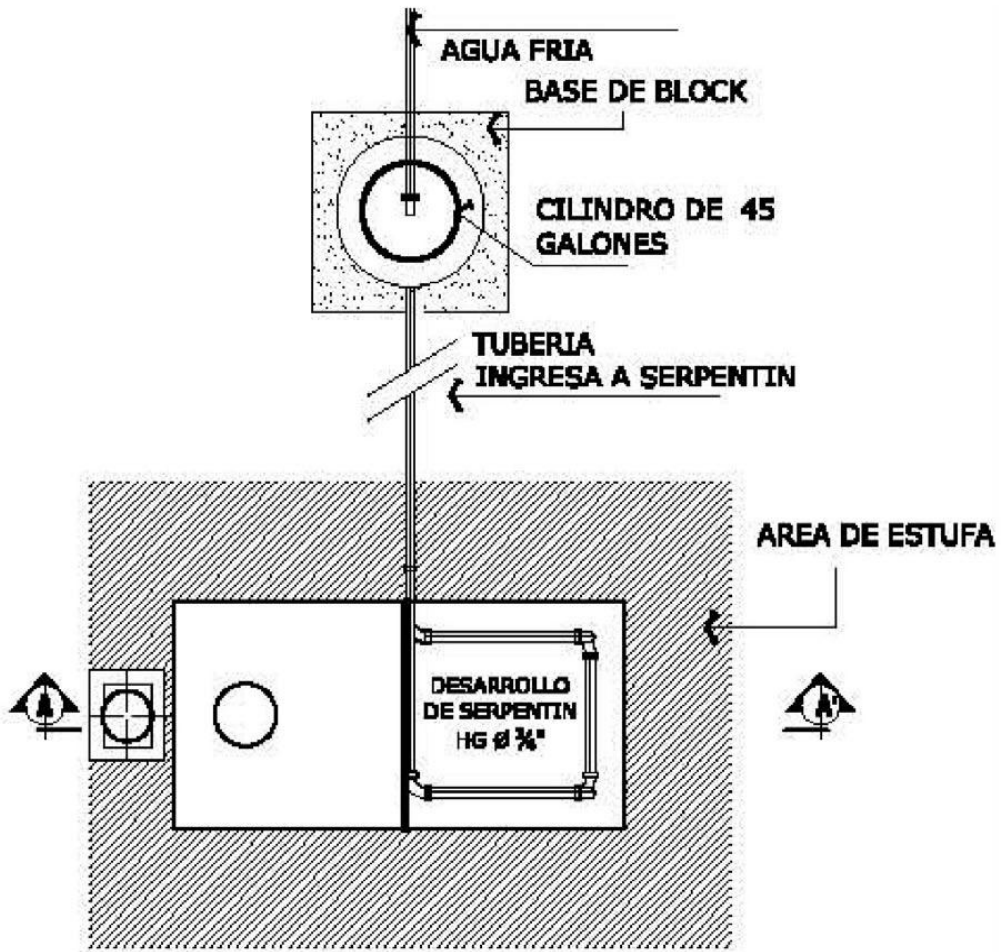 AGUA FRIA
BASE DE BLOCK
CILINDRO DE 45
GALONES
TUBERIA
INGRESA A SERPENTIN
AREA DE ESTUFA
DESARROLLO
DE SERPENTIN
HG Ø ¾"
A
A'